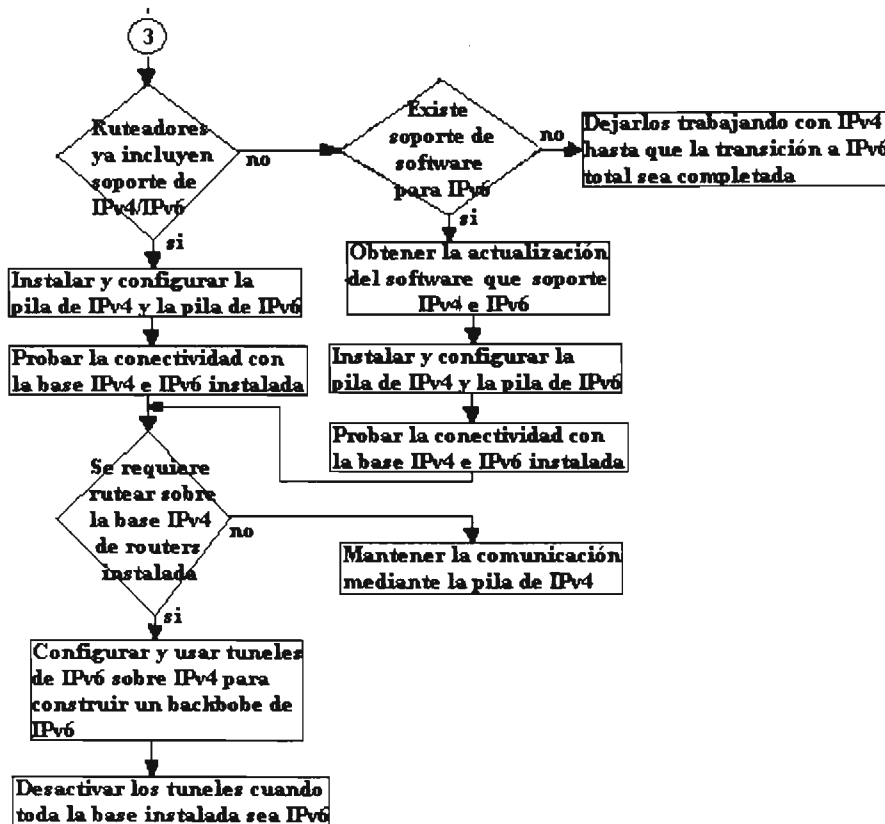 3
Ruteadores
ya incluyen
soporte de
IPv4/IPv6
no
si
Existe
soporte de
software
para IPv6
no
si
Dejarlos trabajando con IPv4
hasta que la transición a IPv6
total sea completada
Instalar y configurar la
pila de IPv4 y la pila de IPv6
Probar la conectividad con
la base IPv4 e IPv6 instalada
Obtener la actualización
del software que soporte
IPv4 e IPv6
Instalar y configurar la
pila de IPv4 y la pila de IPv6
Probar la conectividad con
la base IPv4 e IPv6 instalada
Se requiere
rutear sobre
la base IPv4
de routers
instalada
no
si
Mantener la comunicación
mediante la pila de IPv4
Configurar y usar tuneles
de IPv6 sobre IPv4 para
construir un backbobe de
IPv6
Desactivar los tuneles cuando
toda la base instalada sea IPv6